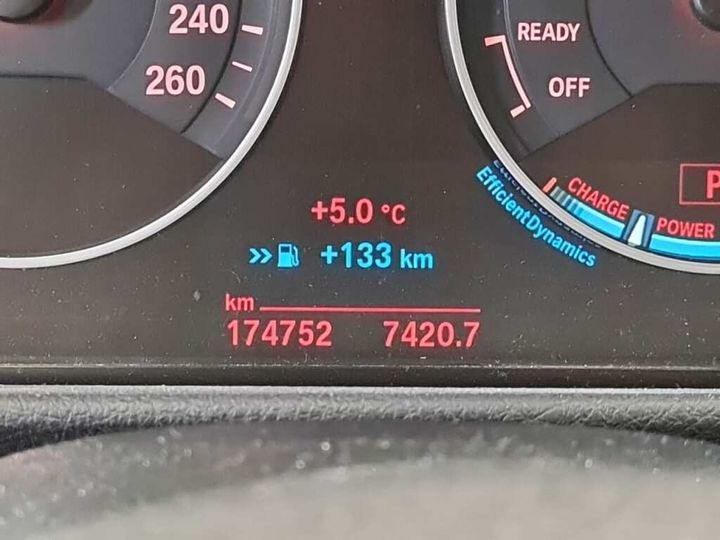 240
260
READY
OFF
P
CHARGE
POWER
EfficientDynamics
+5.0 °C
+133 km
km
174752 7420.7